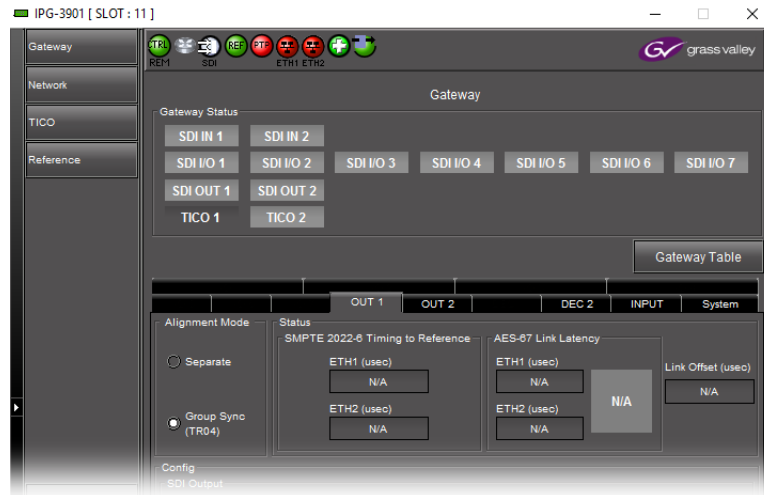 IPG-3901 [ SLOT : 11 ]
Gateway
Network
TICO
Reference
CTRL
REF
PTP
REM
SDI
ETH1 ETH2
grass valley
Gateway
Gateway Status
SDI IN 1 SDI IN 2
SDI I/O 1 SDI I/O 2 SDI I/O 3 SDI I/O 4 SDI I/O 5 SDI I/O 6 SDI I/O 7
SDI OUT 1 SDI OUT 2
TICO 1 TICO 2
Gateway Table
OUT 1 OUT 2 DEC 2 INPUT System
Alignment Mode
Separate
Group Sync
(TR04)
Status
SMPTE 2022-6 Timing to Reference
ETH1 (usec)
N/A
ETH2 (usec)
N/A
AES-67 Link Latency
ETH1 (usec)
N/A
ETH2 (usec)
N/A
N/A
Link Offset (usec)
N/A
Config
SDI Output